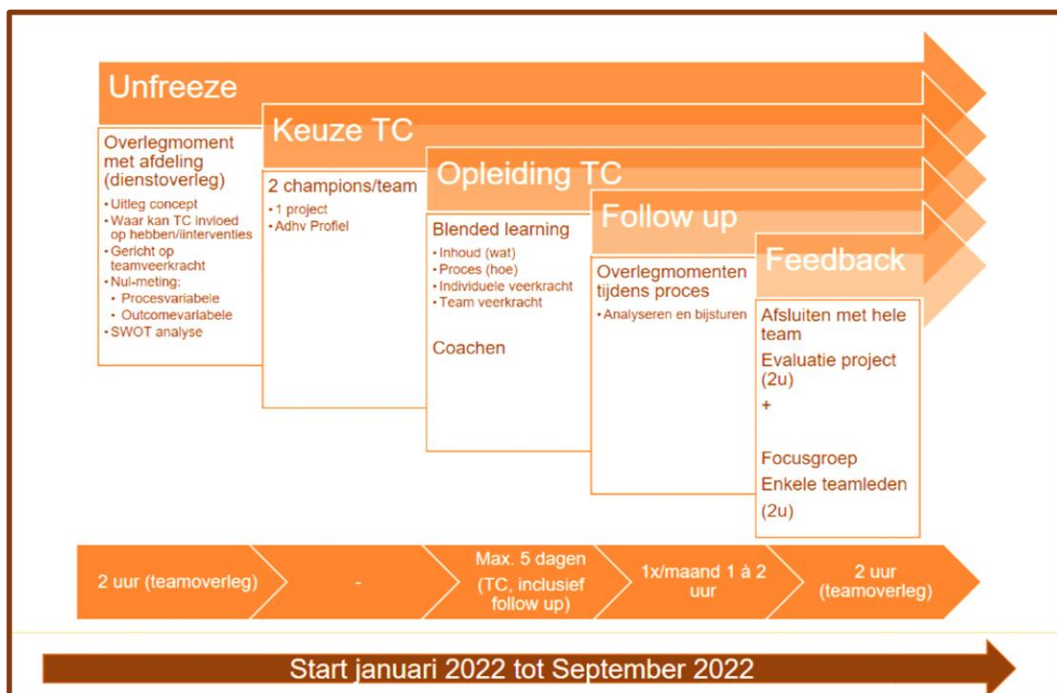 Unfreeze
Overlegmoment
met afdeling
(dienstoverleg)
• Uitleg concept
• Waar kan TC invloed
op hebben/iinterventies
• Gericht op
teamveerkracht
• Nul-meting:
• Procesvariabele
• Outcomevariabele
• SWOT analyse
Keuze TC
2 champions/team
• 1 project
• Adhv Profiel
Opleiding TC
Blended learning
• Inhoud (wat)
• Proces (hoe)
• Individuele veerkracht
• Team veerkracht
Coachen
Follow up
Overlegmomenten
tijdens proces
• Analyseren en bijsturen
Feedback
Afsluiten met hele
team
Evaluatie project
(2u)
+
Focusgroep
Enkele teamleden
(2u)
2 uur (teamoverleg)
-
Max. 5 dagen
(TC, inclusief
follow up)
1x/maand 1 à 2
uur
2 uur
(teamoverleg)
Start januari 2022 tot September 2022